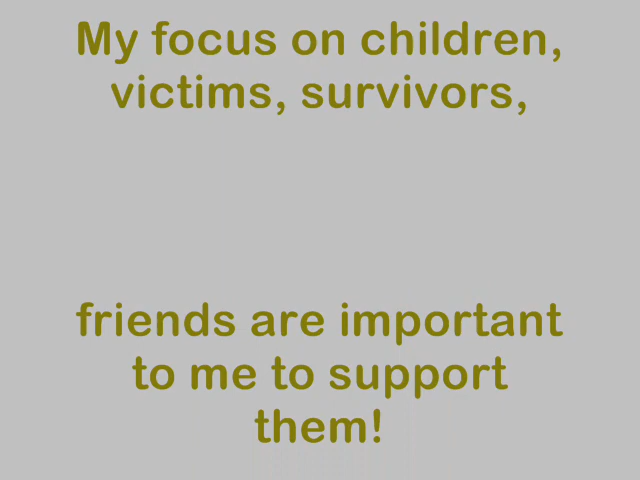 My focus on children,
victims, survivors,
friends are important
to me to support
them!